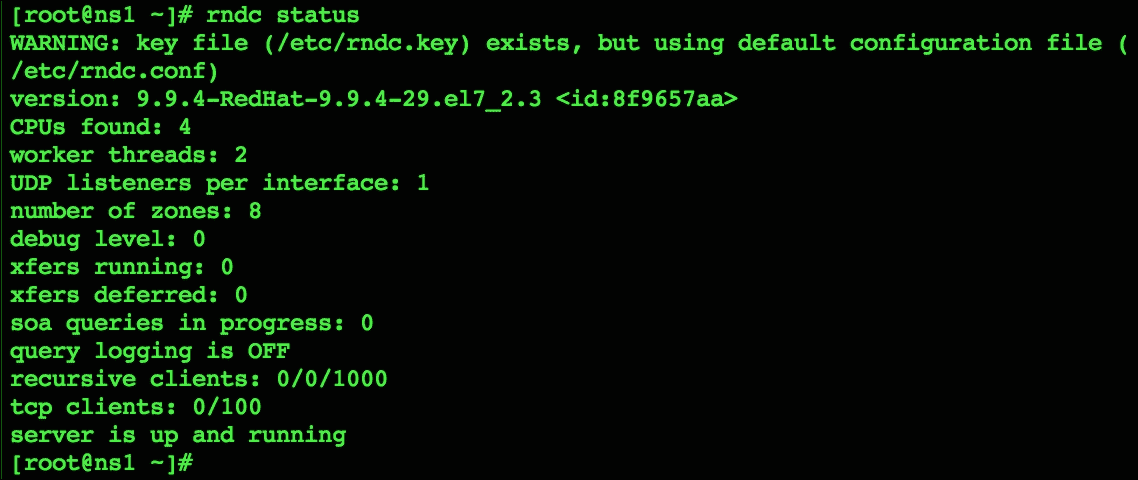 [root@ns1 ~]# rndc status
WARNING: key file (/etc/rndc.key) exists, but using default configuration file (
/etc/rndc.conf)
version: 9.9.4-RedHat-9.9.4-29.el7_2.3 <id:8f9657aa>
CPUs found: 4
worker threads: 2
UDP listeners per interface: 1
number of zones: 8
debug level: 0
xfers running: 0
xfers deferred: 0
soa queries in progress: 0
query logging is OFF
recursive clients: 0/0/1000
tcp clients: 0/100
server is up and running
[root@ns1 ~]#